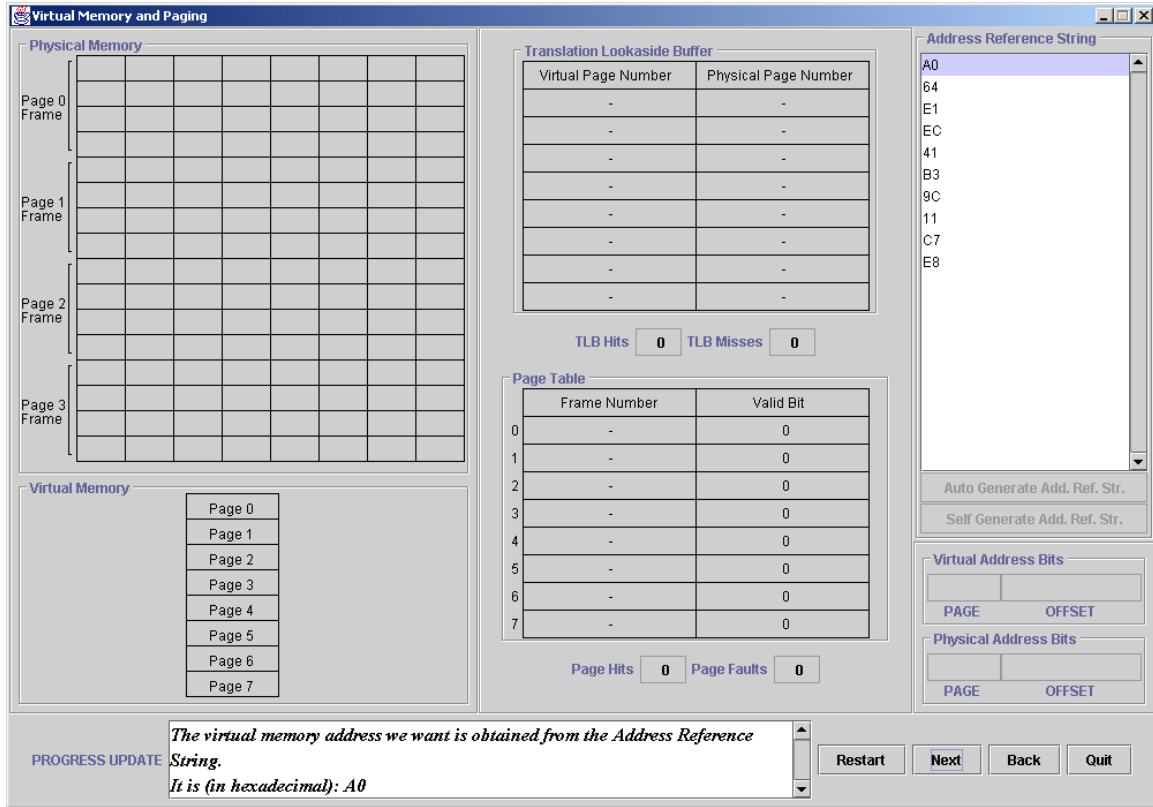 Virtual Memory and Paging
Physical Memory
Page 0
Frame
Page 1
Frame
Page 2
Frame
Page 3
Frame
Virtual Memory
Page 0
Page 1
Page 2
Page 3
Page 4
Page 5
Page 6
Page 7
Translation Lookaside Buffer
Virtual Page Number Physical Page Number
- -
- -
- -
- -
- -
- -
- -
- -
TLB Hits 0 TLB Misses 0
Page Table
Frame Number Valid Bit
0 - 0
1 - 0
2 - 0
3 - 0
4 - 0
5 - 0
6 - 0
7 - 0
Page Hits 0 Page Faults 0
Address Reference String
A0
64
E1
EC
41
B3
9C
11
C7
E8
Auto Generate Add. Ref. Str.
Self Generate Add. Ref. Str.
Virtual Address Bits
PAGE OFFSET
Physical Address Bits
PAGE OFFSET
PROGRESS UPDATE
The virtual memory address we want is obtained from the Address Reference
String.
It is (in hexadecimal): A0
Restart Next Back Quit